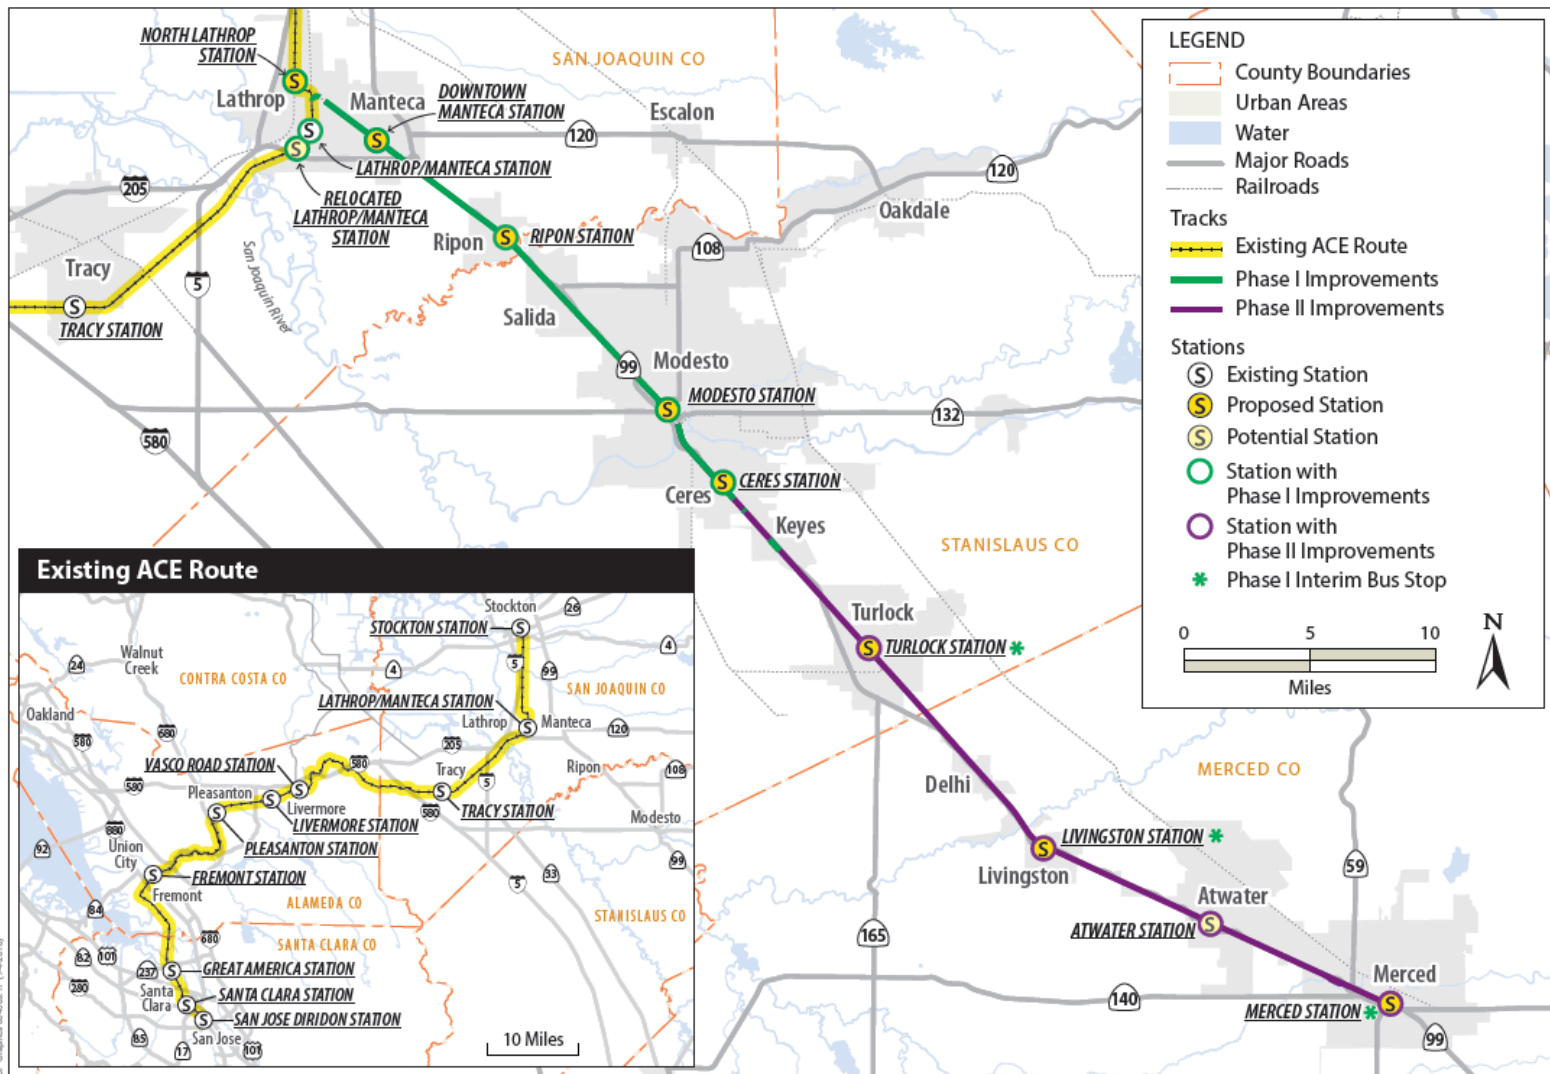 NORTH LATHROP
STATION
SAN JOAQUIN CO
Lathrop
Manteca
DOWNTOWN
MANTECA STATION
Escalon
120
LATHROP/MANTECA STATION
120
205
RELOCATED
LATHROP/MANTECA
STATION
Oakdale
Ripon
RIPON STATION
108
Tracy
5
San Joaquin River
TRACY STATION
Salida
99
Modesto
MODESTO STATION
132
580
Ceres
CERES STATION
Keyes
STANISLAUS CO
Turlock
TURLOCK STATION *
Delhi
MERCED CO
LIVINGSTON STATION *
Livingston
59
Atwater
ATWATER STATION
165
Merced
140
MERCED STATION *
99
LEGEND
County Boundaries
Urban Areas
Water
Major Roads
Railroads
Tracks
Existing ACE Route
Phase I Improvements
Phase II Improvements
Stations
S Existing Station
S Proposed Station
S Potential Station
Station with
Phase I Improvements
Station with
Phase II Improvements
* Phase I Interim Bus Stop
0 5 10
Miles
N
Existing ACE Route
Stockton
26
STOCKTON STATION
Walnut
Creek
24
4
5
99
4
CONTRA COSTA CO
SAN JOAQUIN CO
LATHROP/MANTECA STATION
Oakland
Lathrop
Manteca
580
680
205
120
VASCO ROAD STATION
580
Tracy
5
Ripon
108
580
Pleasanton
Livermore
TRACY STATION
580
LIVERMORE STATION
Modesto
880
Union
City
92
PLEASANTON STATION
99
FREMONT STATION
5
33
Fremont
84
ALAMEDA CO
STANISLAUS CO
680
SANTA CLARA CO
82
101
237
GREAT AMERICA STATION
280
Santa
Clara
SANTA CLARA STATION
SAN JOSE DIRIDON STATION
85
San Jose
17
101
10 Miles